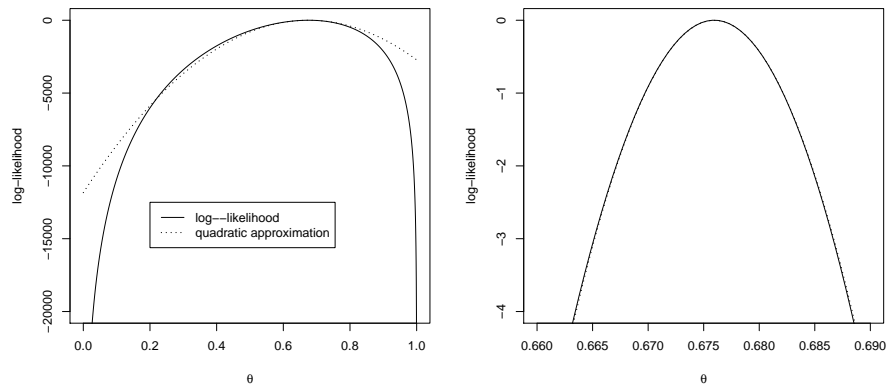 0
−5000
−10000
−15000
−20000
log−likelihood
log−−likelihood
quadratic approximation
0.0 0.2 0.4 0.6 0.8 1.0
θ
0
−1
−2
−3
−4
log−likelihood
0.660 0.665 0.670 0.675 0.680 0.685 0.690
θ